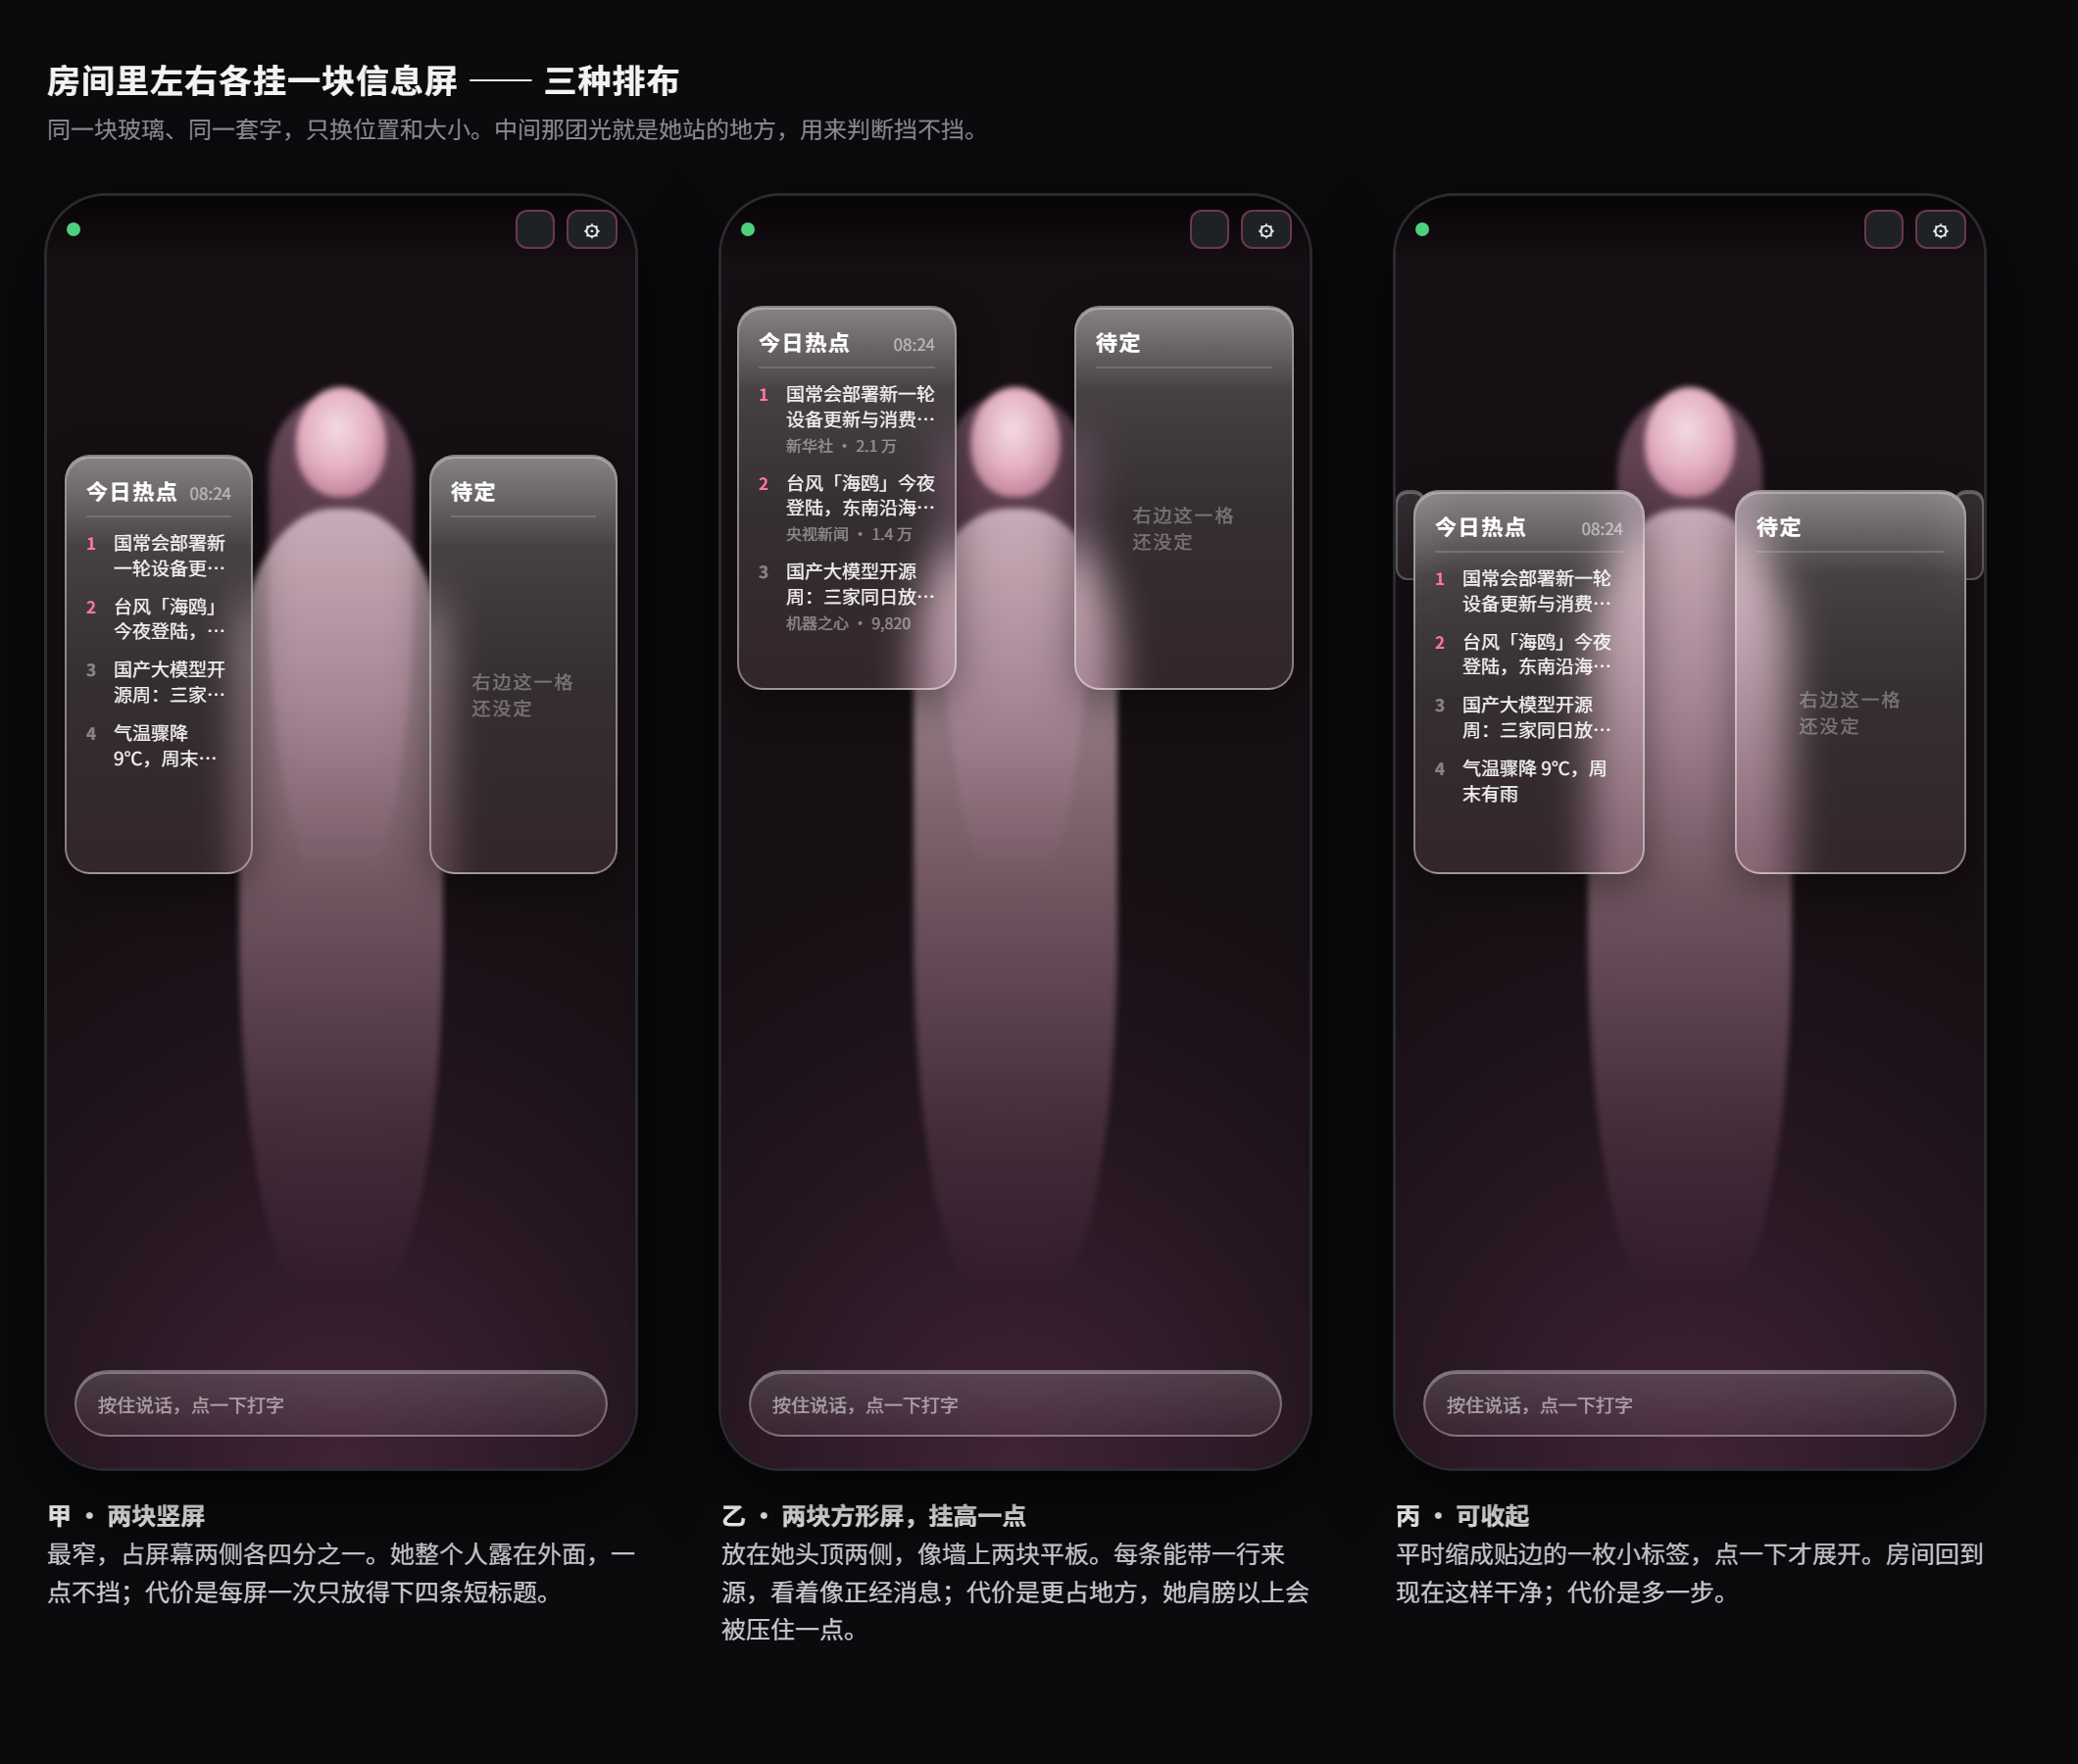 房间里左右各挂一块信息屏 —— 三种排布
同一块玻璃、同一套字，只换位置和大小。中间那团光就是她站的地方，用来判断挡不挡。
今日热点 08:24
1 国常会部署新
一轮设备更…
2 台风「海鸥」
今夜登陆，…
3 国产大模型开
源周：三家…
4 气温骤降
9℃，周末…
待定
右边这一格
还没定
按住说话，点一下打字
甲 · 两块竖屏
最窄，占屏幕两侧各四分之一。她整个人露在外面，一
点不挡；代价是每屏一次只放得下四条短标题。
今日热点 08:24
1 国常会部署新一轮
设备更新与消费…
新华社 · 2.1 万
2 台风「海鸥」今夜
登陆，东南沿海…
央视新闻 · 1.4 万
3 国产大模型开源
周：三家同日放…
机器之心 · 9,820
待定
右边这一格
还没定
按住说话，点一下打字
乙 · 两块方形屏，挂高一点
放在她头顶两侧，像墙上两块平板。每条能带一行来
源，看着像正经消息；代价是更占地方，她肩膀以上会
被压住一点。
今日热点 08:24
1 国常会部署新一轮
设备更新与消费…
2 台风「海鸥」今夜
登陆，东南沿海…
3 国产大模型开源
周：三家同日放…
4 气温骤降 9℃，周
末有雨
待定
右边这一格
还没定
按住说话，点一下打字
丙 · 可收起
平时缩成贴边的一枚小标签，点一下才展开。房间回到
现在这样干净；代价是多一步。